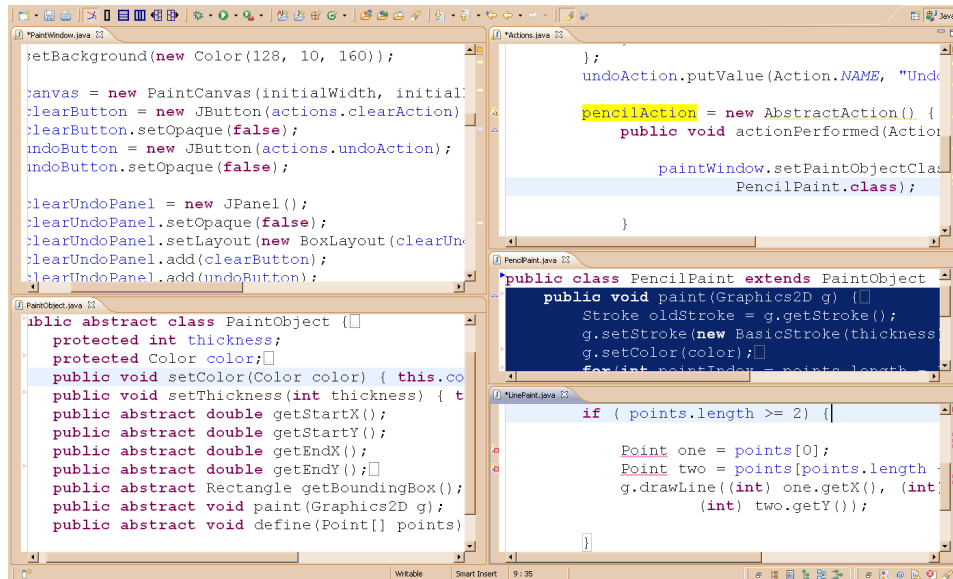 Java
*PaintWindow.java
setBackground(new Color(128, 10, 160));
canvas = new PaintCanvas(initialWidth, initial
clearButton = new JButton(actions.clearAction)
clearButton.setOpaque(false);
undoButton = new JButton(actions.undoAction);
undoButton.setOpaque(false);
clearUndoPanel = new JPanel();
clearUndoPanel.setOpaque(false);
clearUndoPanel.setLayout(new BoxLayout(clearUn
clearUndoPanel.add(clearButton);
clearUndoPanel.add(undoButton);
PaintObject.java
ublic abstract class PaintObject {
protected int thickness;
protected Color color;
public void setColor(Color color) { this.co
public void setThickness(int thickness) { t
public abstract double getStartX();
public abstract double getStartY();
public abstract double getEndX();
public abstract double getEndY();
public abstract Rectangle getBoundingBox();
public abstract void paint(Graphics2D g);
public abstract void define(Point[] points)
*Actions.java
};
undoAction.putValue(Action.NAME, "Undo
pencilAction = new AbstractAction() {
public void actionPerformed(Action
paintWindow.setPaintObjectClas
PencilPaint.class);
}
PencilPaint.java
public class PencilPaint extends PaintObject
public void paint(Graphics2D g) {
Stroke oldStroke = g.getStroke();
g.setStroke(new BasicStroke(thickness
g.setColor(color);
for(int pointIndex = points.length -
*LinePaint.java
if ( points.length >= 2) {
Point one = points[0];
Point two = points[points.length -
g.drawLine((int) one.getX(), (int)
(int) two.getY());
}
Writable
Smart Insert
9 : 35